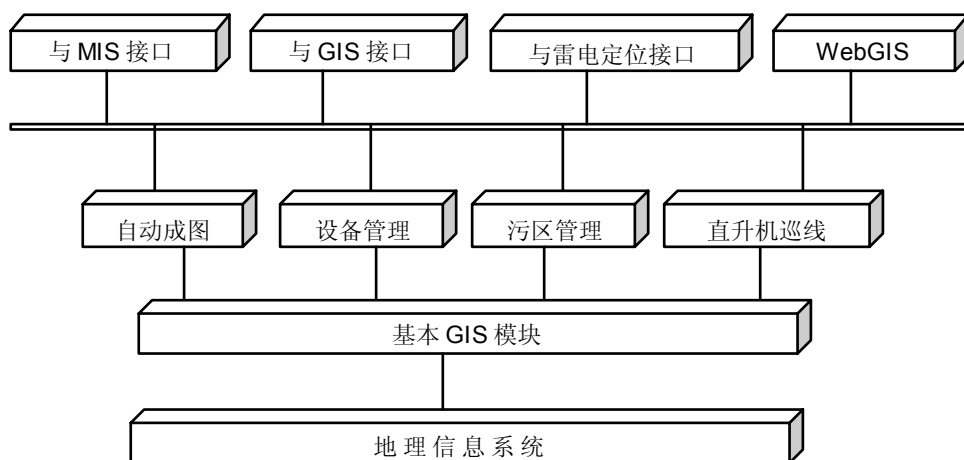 与 MIS 接口
与 GIS 接口
与雷电定位接口
WebGIS
自动成图
设备管理
污区管理
直升机巡线
基本 GIS 模块
地 理 信 息 系 统